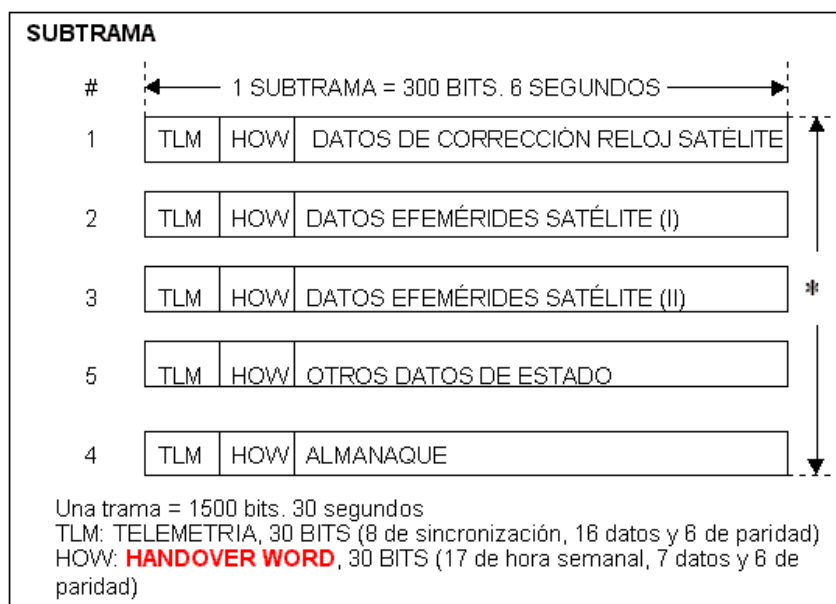 SUBTRAMA
# 1 SUBTRAMA = 300 BITS. 6 SEGUNDOS
1 TLM HOW DATOS DE CORRECCIÓN RELOJ SATÉLITE
2 TLM HOW DATOS EFEMÉRIDES SATÉLITE (I)
3 TLM HOW DATOS EFEMÉRIDES SATÉLITE (II) *
5 TLM HOW OTROS DATOS DE ESTADO
4 TLM HOW ALMANAQUE
Una trama = 1500 bits. 30 segundos
TLM: TELEMETRIA, 30 BITS (8 de sincronización, 16 datos y 6 de paridad)
HOW: HANDOVER WORD, 30 BITS (17 de hora semanal, 7 datos y 6 de
paridad)